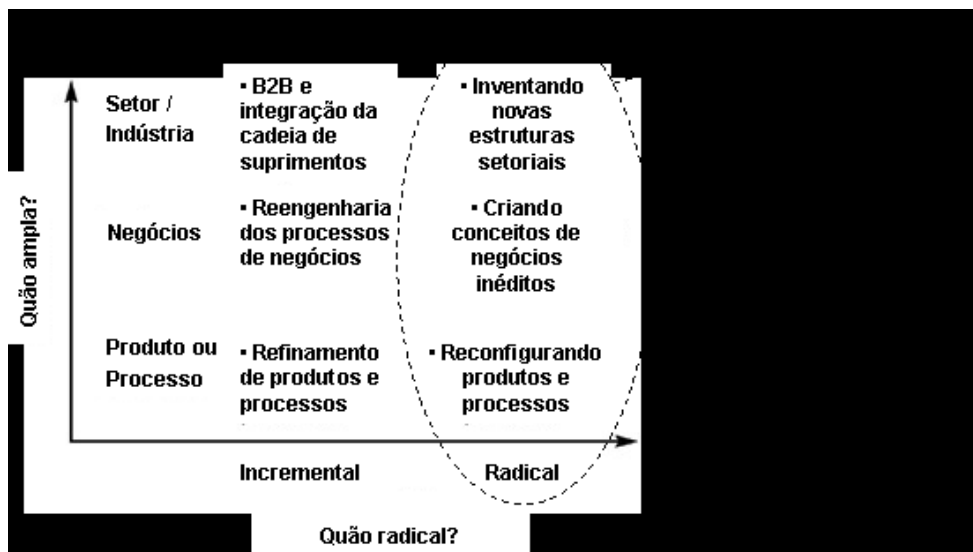 Quão ampla?
Setor /
Indústria
▪ B2B e
integração da
cadeia de
suprimentos
▪ Inventando
novas
estruturas
setoriais
Negócios
▪ Reengenharia
dos processos
de negócios
▪ Criando
conceitos de
negócios
inéditos
Produto ou
Processo
▪ Refinamento
de produtos e
processos
▪ Reconfigurando
produtos e
processos
Incremental
Radical
Quão radical?